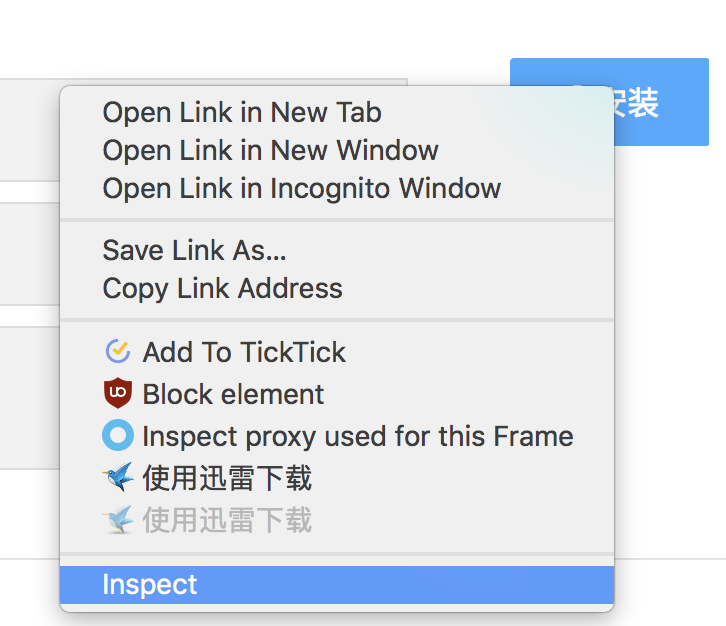 安装
Open Link in New Tab
Open Link in New Window
Open Link in Incognito Window
Save Link As...
Copy Link Address
Add To TickTick
Block element
Inspect proxy used for this Frame
使用迅雷下载
使用迅雷下载
Inspect